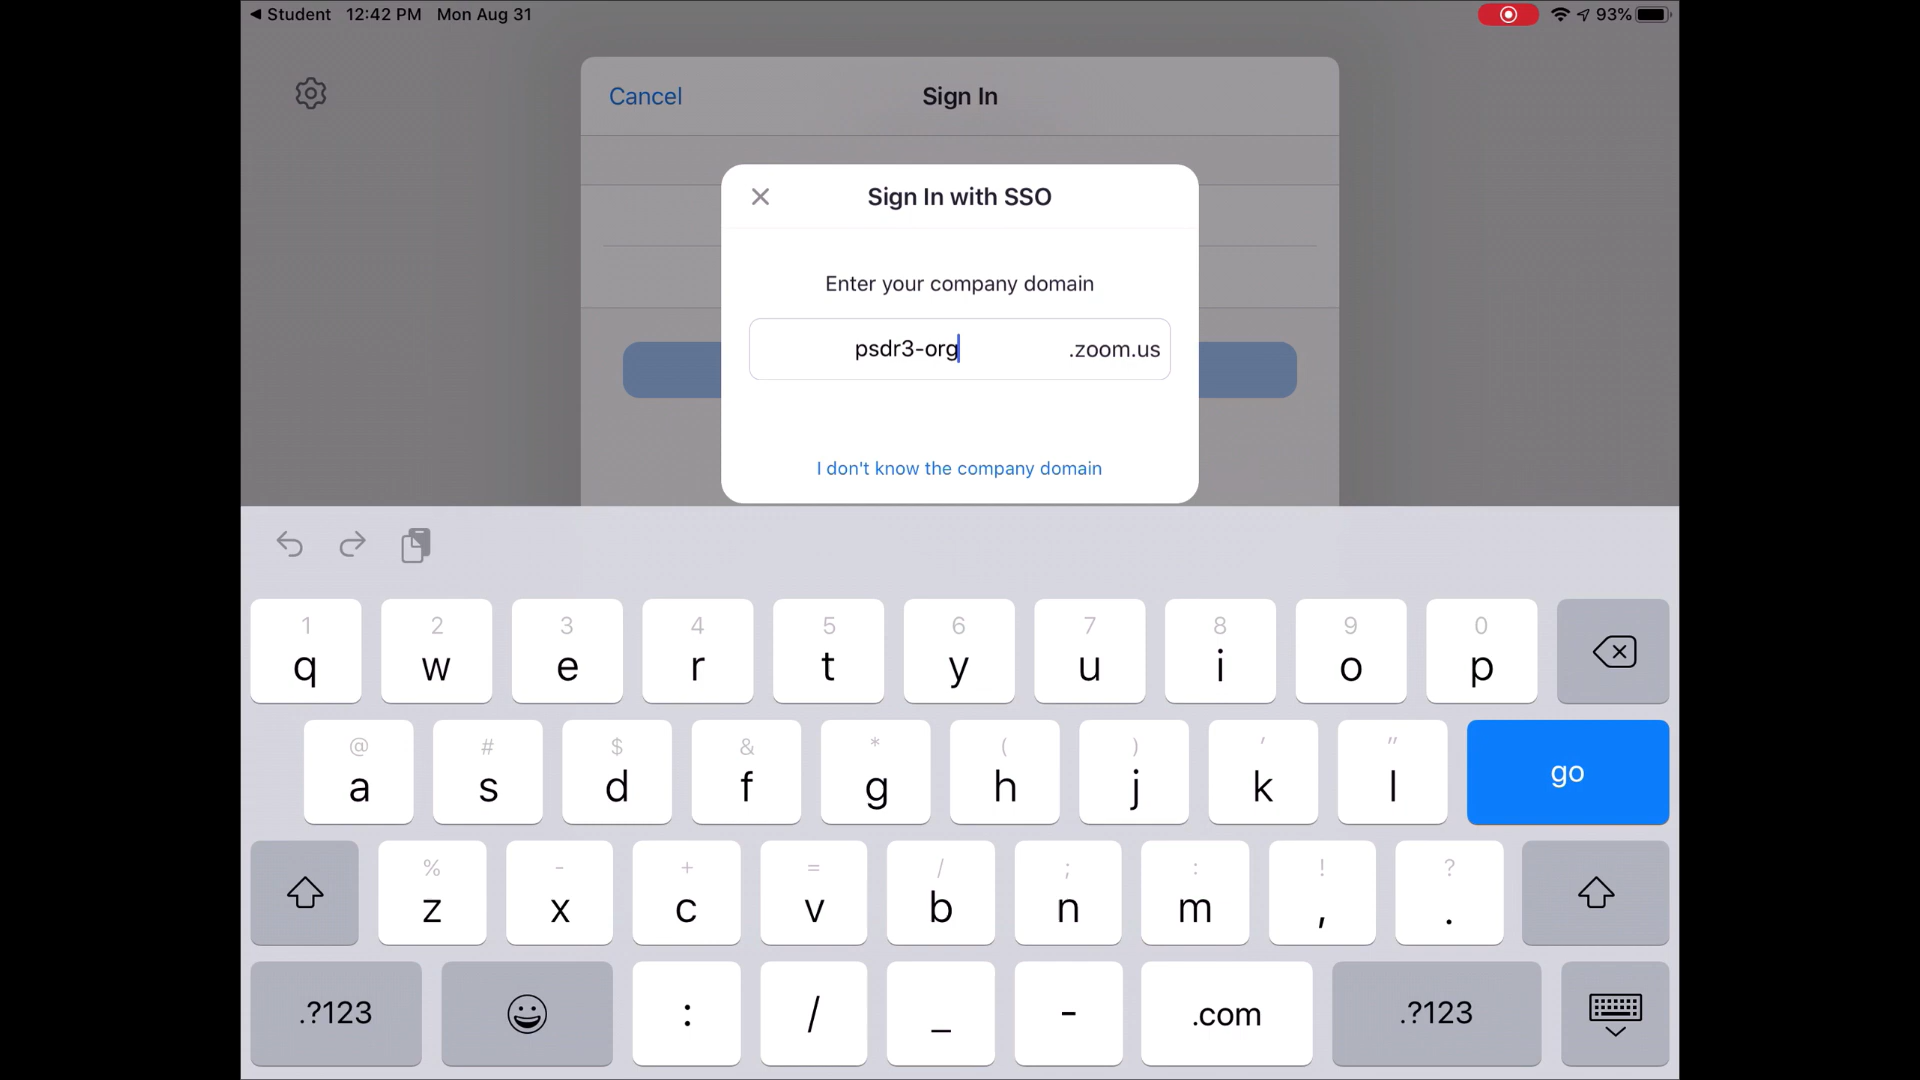 ◀ Student 12:42 PM Mon Aug 31 93%
Cancel Sign In
Sign In with SSO
Enter your company domain
psdr3-org .zoom.us
I don't know the company domain
1 2 3 4 5 6 7 8 9 0
q w e r t y u i o p
@ # $ & * ( ) ' "
a s d f g h j k l go
% - + = / ; : ! ?
z x c v b n m , .
.?123 : / _ - .com .?123